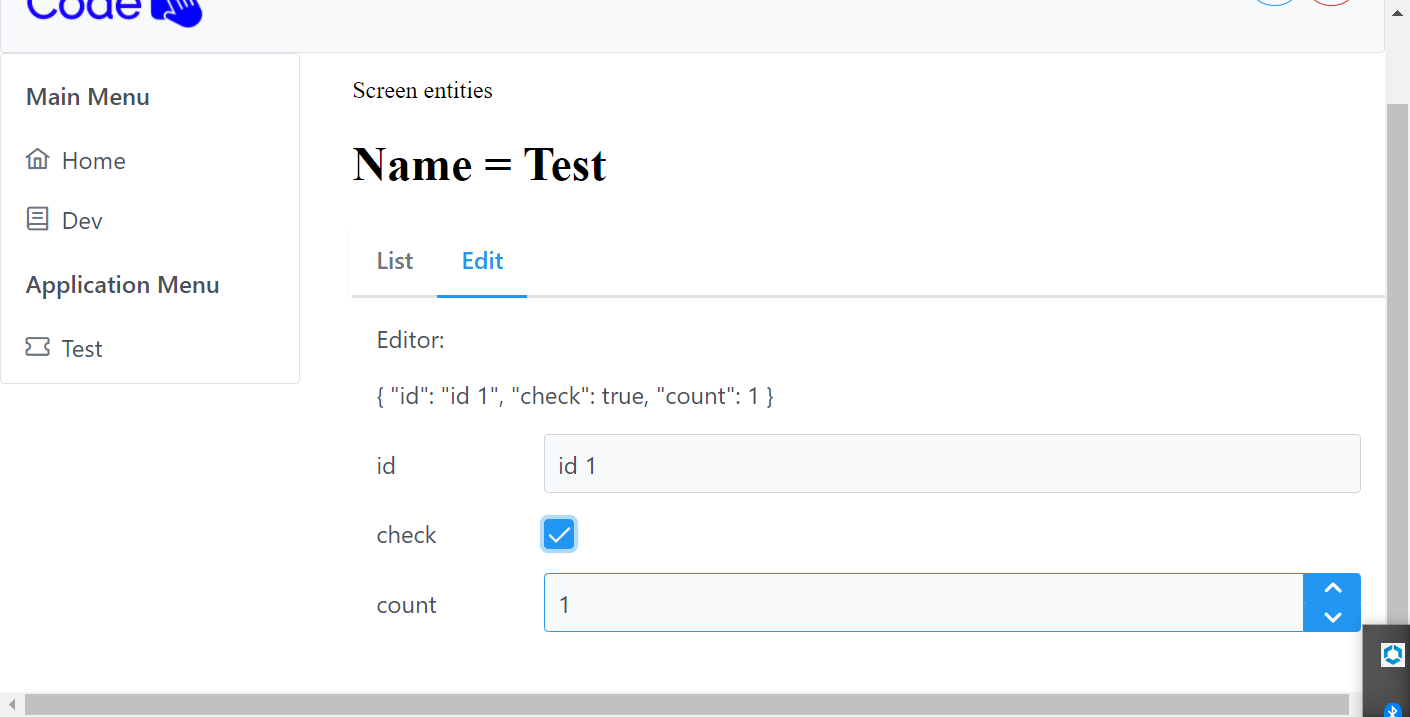 Code
Main Menu
Home
Dev
Application Menu
Test
Screen entities
Name = Test
List Edit
Editor:
{ "id": "id 1", "check": true, "count": 1 }
id id 1
check
count 1